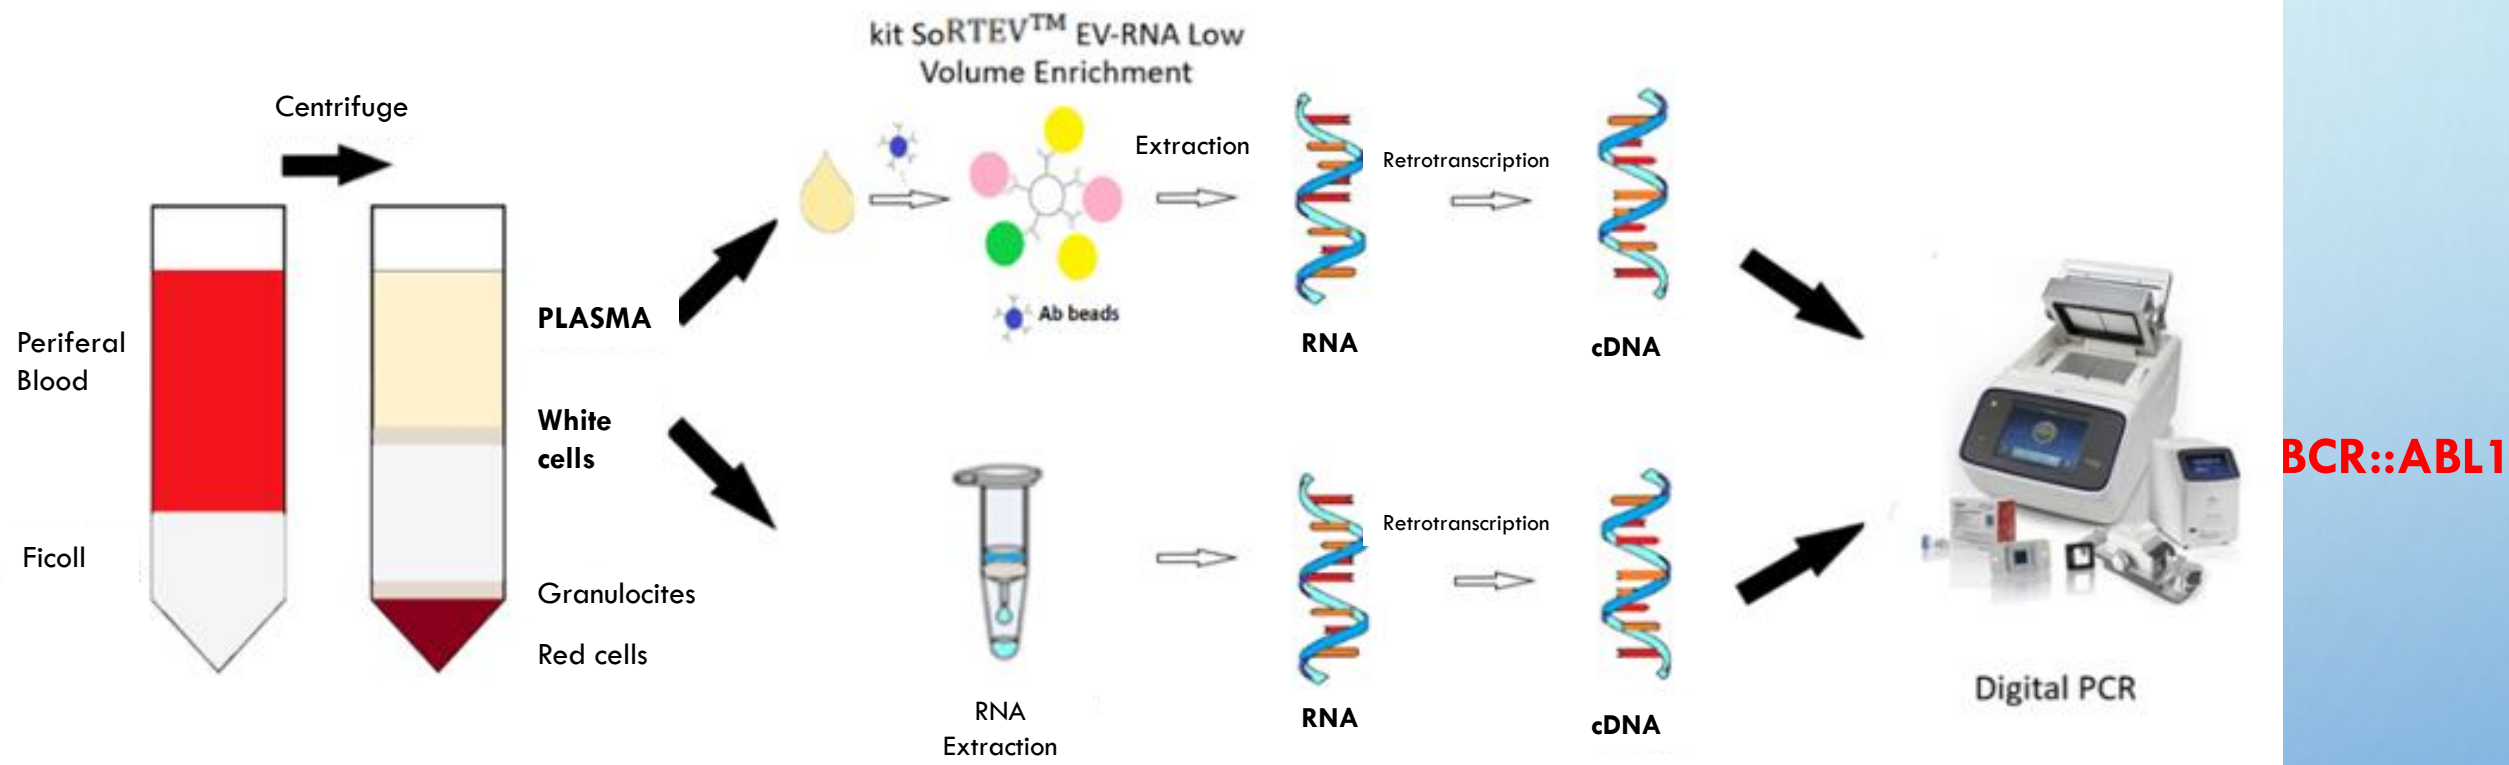 kit SoRTEV™ EV-RNA Low
Volume Enrichment
Centrifuge
Extraction
Retrotranscription
Periferal
Blood
Ficoll
PLASMA
White
cells
Granulocites
Red cells
Ab beads
RNA
cDNA
RNA
Extraction
Retrotranscription
RNA
cDNA
Digital PCR
BCR::ABL1